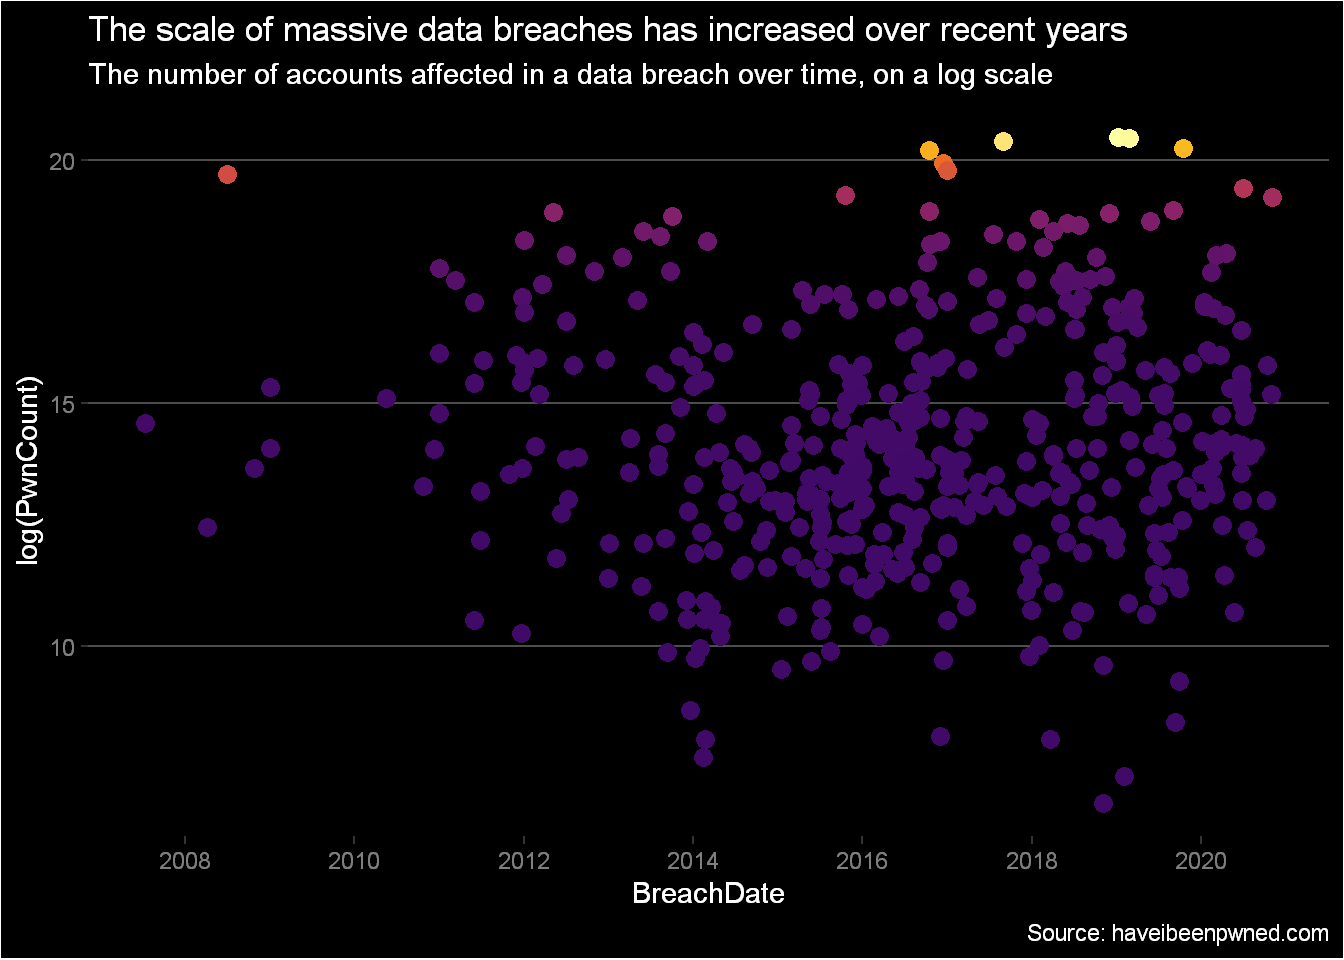 The scale of massive data breaches has increased over recent years
The number of accounts affected in a data breach over time, on a log scale
20
15
10
log(PwnCount)
2008 2010 2012 2014 2016 2018 2020
BreachDate
Source: haveibeenpwned.com